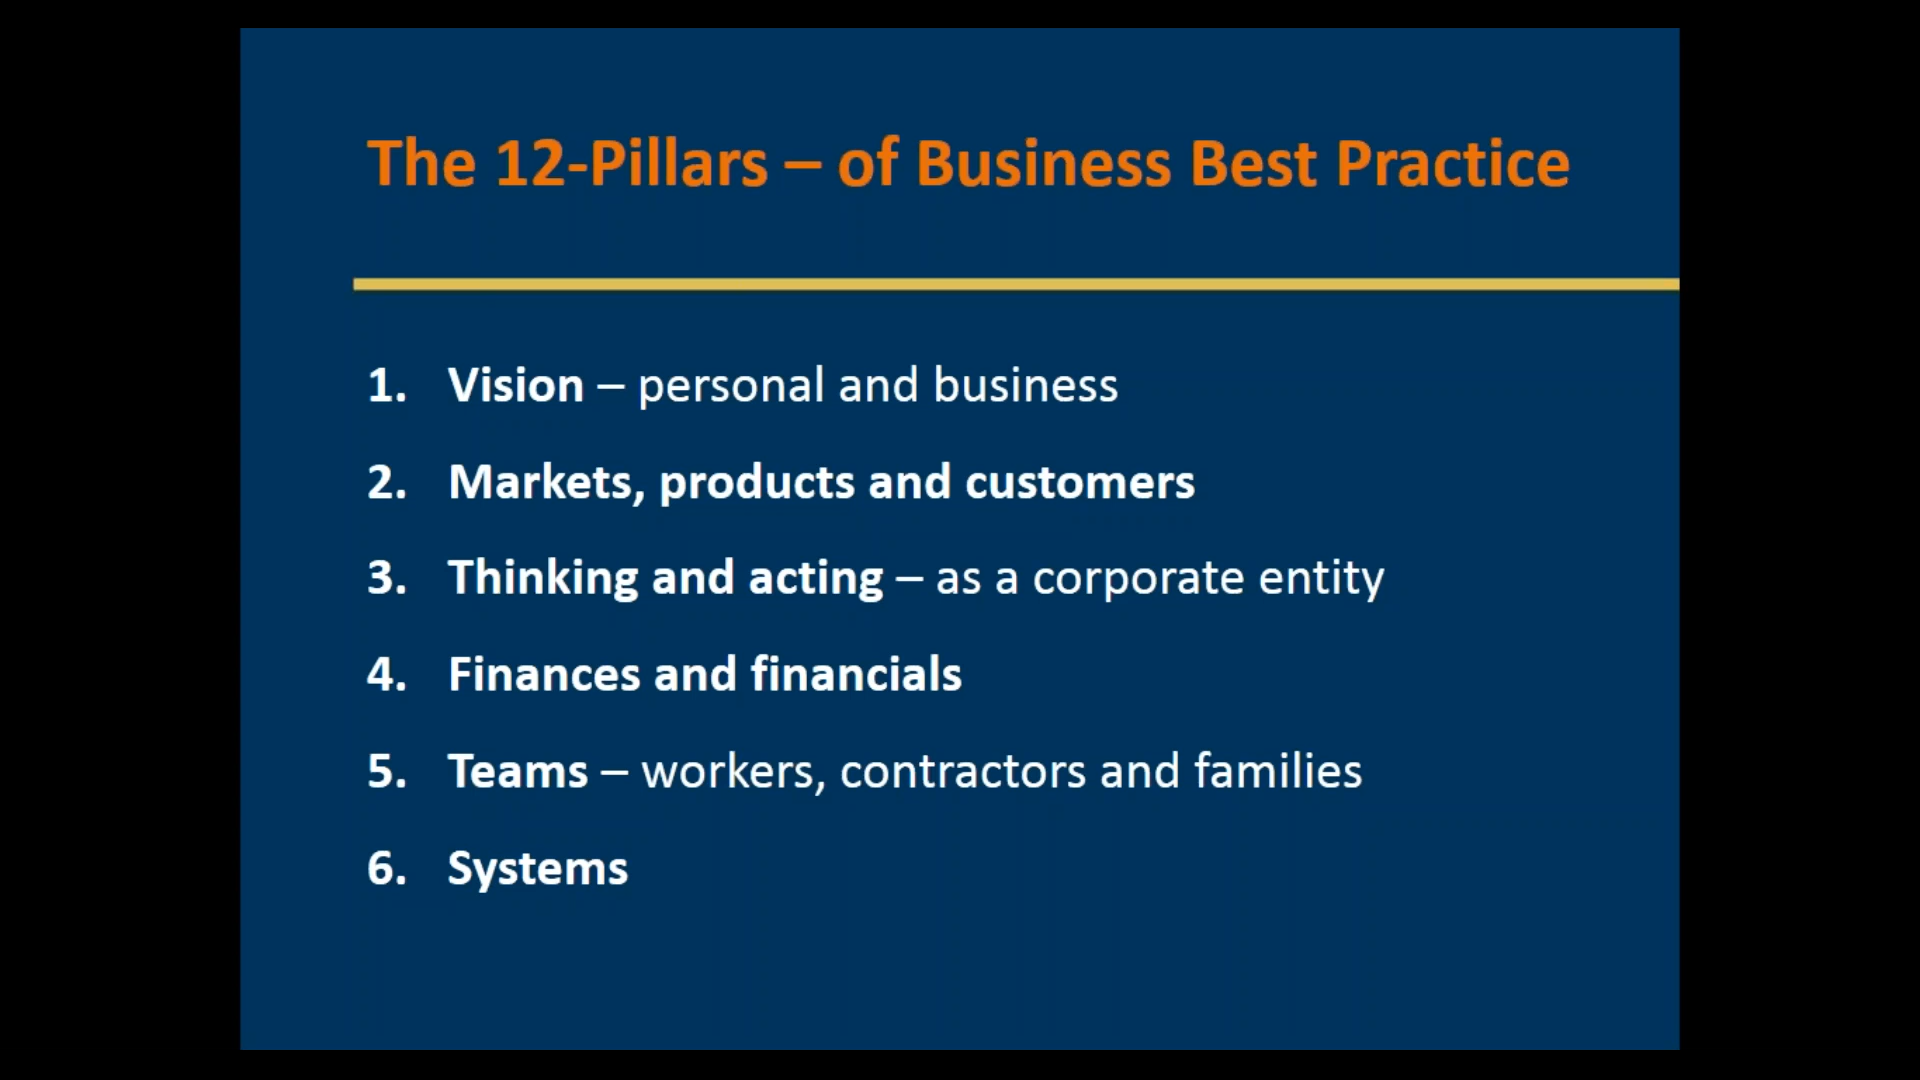 The 12-Pillars – of Business Best Practice
1. Vision – personal and business
2. Markets, products and customers
3. Thinking and acting – as a corporate entity
4. Finances and financials
5. Teams – workers, contractors and families
6. Systems